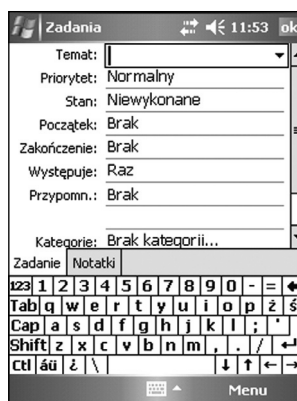 Zadania 11:53 ok
Temat:
Priorytet: Normalny
Stan: Niewykonane
Początek: Brak
Zakończenie: Brak
Występuje: Raz
Przypomn.: Brak
Kategorie: Brak kategorii...
Zadanie Notatki
123 1 2 3 4 5 6 7 8 9 0 - =
Tab q w e r t y u i o p ż ś
Cap a s d f g h j k l ; '
Shift z x c v b n m , . /
Ctl áü ¿ \
Menu